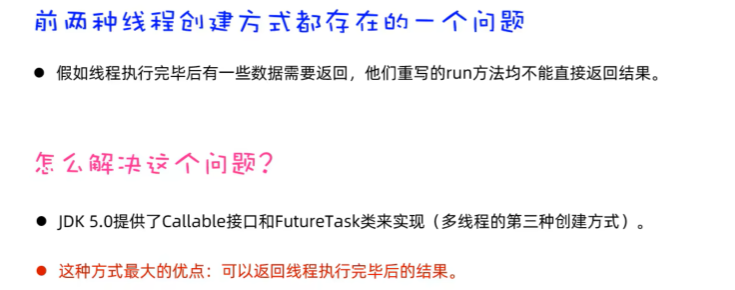 前两种线程创建方式都存在的一个问题
● 假如线程执行完毕后有一些数据需要返回，他们重写的run方法均不能直接返回结果。
怎么解决这个问题?
● JDK 5.0提供了Callable接口和FutureTask类来实现（多线程的第三种创建方式）。
● 这种方式最大的优点：可以返回线程执行完毕后的结果。